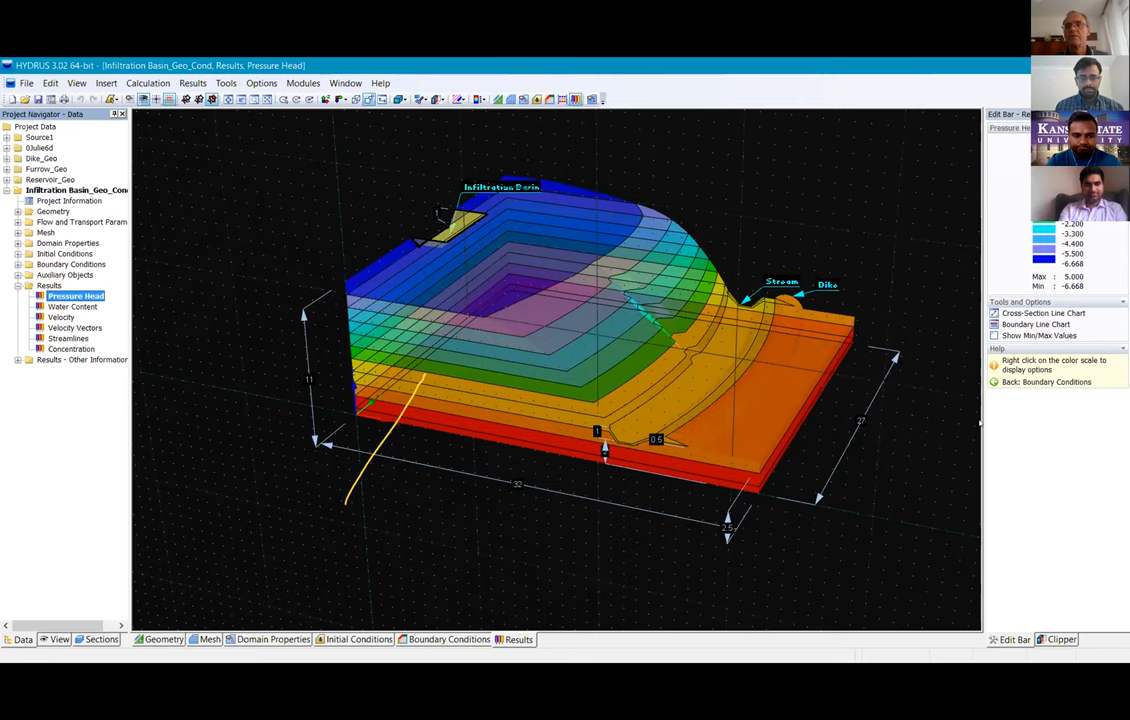 HYDRUS 3.02 64-bit - [Infiltration Basin_Geo_Cond, Results, Pressure Head]
File Edit View Insert Calculation Results Tools Options Modules Window Help
Project Navigator - Data
Project Data
Source1
0Julie6d
Dike_Geo
Furrow_Geo
Reservoir_Geo
Infiltration Basin_Geo_Cond
Project Information
Geometry
Flow and Transport Param
Mesh
Domain Properties
Initial Conditions
Boundary Conditions
Auxiliary Objects
Results
Pressure Head
Water Content
Velocity
Velocity Vectors
Streamlines
Concentration
Results - Other Informatior
Data View Sections
Infiltration Basin
1
Stream
Dike
11
1
0.5
27
32
2.5
Geometry Mesh Domain Properties Initial Conditions Boundary Conditions Results
Edit Bar - Re
Pressure He
KANS STATE
UNIVERSITY
-2.200
-3.300
-4.400
-5.500
-6.668
Max : 5.000
Min : -6.668
Tools and Options
Cross-Section Line Chart
Boundary Line Chart
Show Min/Max Values
Help
Right click on the color scale to
display options
Back: Boundary Conditions
Edit Bar Clipper